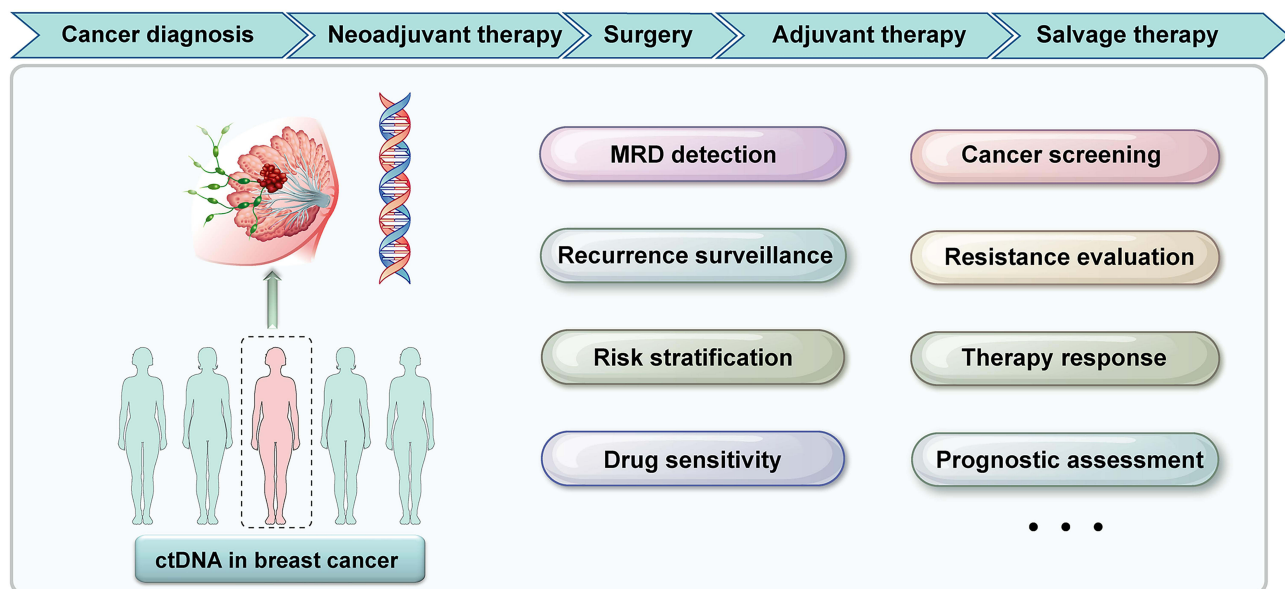 Cancer diagnosis
Neoadjuvant therapy
Surgery
Adjuvant therapy
Salvage therapy
MRD detection
Cancer screening
Recurrence surveillance
Resistance evaluation
Risk stratification
Therapy response
Drug sensitivity
Prognostic assessment
• • •
ctDNA in breast cancer